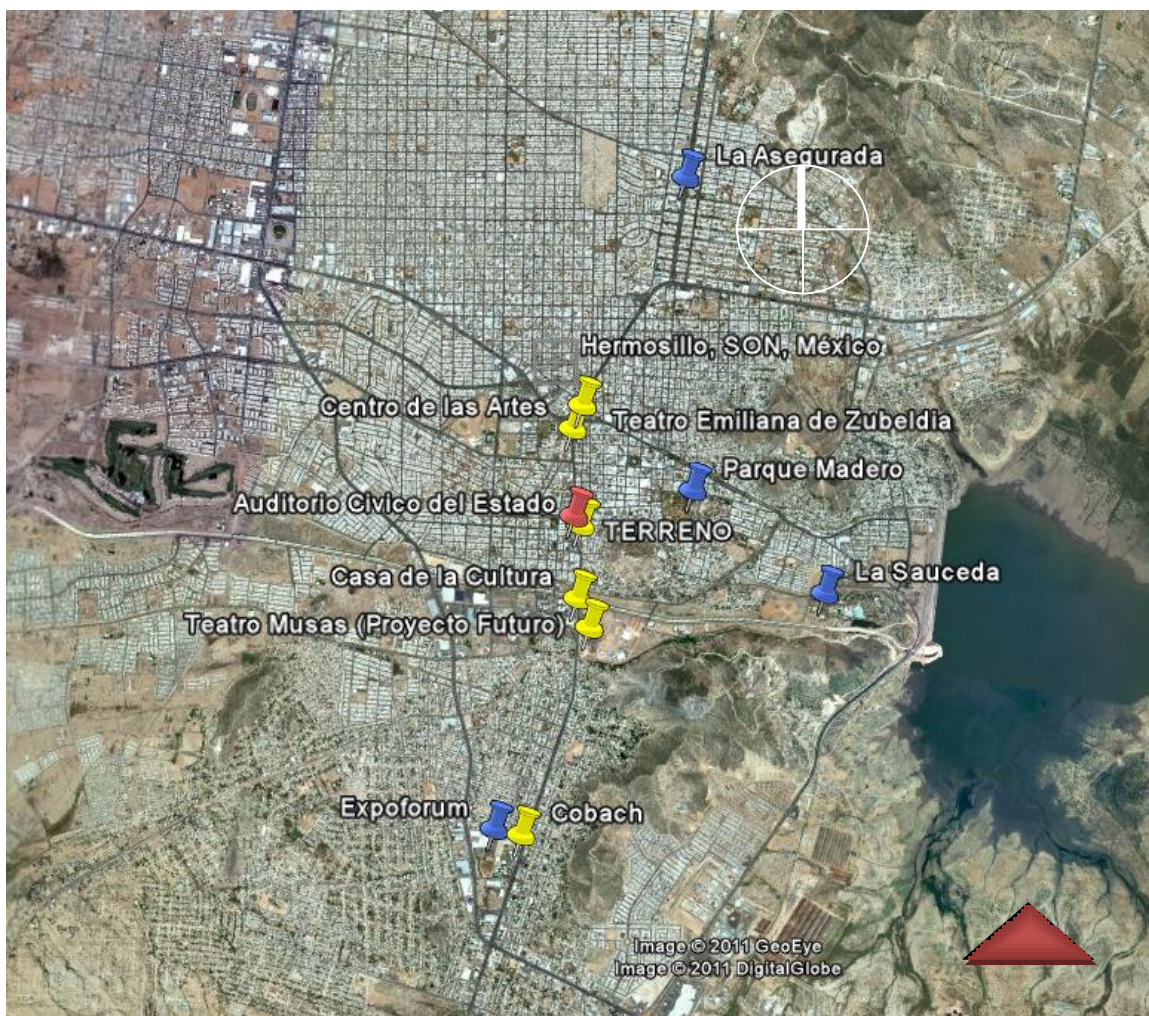 La Asegurada
Hermosillo, SON, México
Centro de las Artes
Teatro Emiliana de Zubeldia
Parque Madero
Auditorio Civico del Estado
TERRENO
La Sauceda
Casa de la Cultura
Teatro Musas (Proyecto Futuro)
Expoforum
Cobach
Image © 2011 GeoEye
Image © 2011 DigitalGlobe